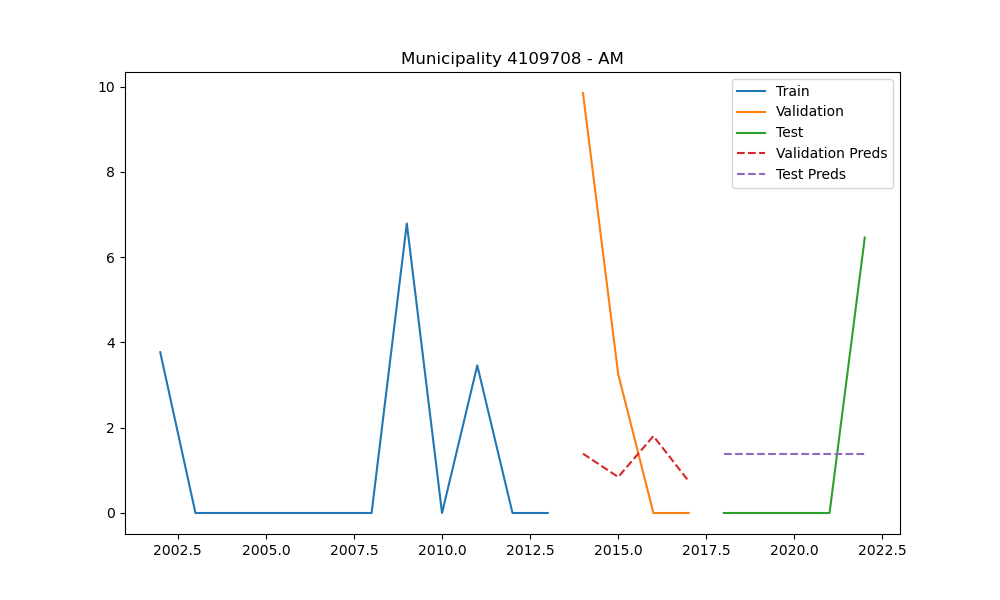 Municipality 4109708 - AM
10
8
6
4
2
0
2002.5
2005.0
2007.5
2010.0
2012.5
2015.0
2017.5
2020.0
2022.5
Train
Validation
Test
Validation Preds
Test Preds